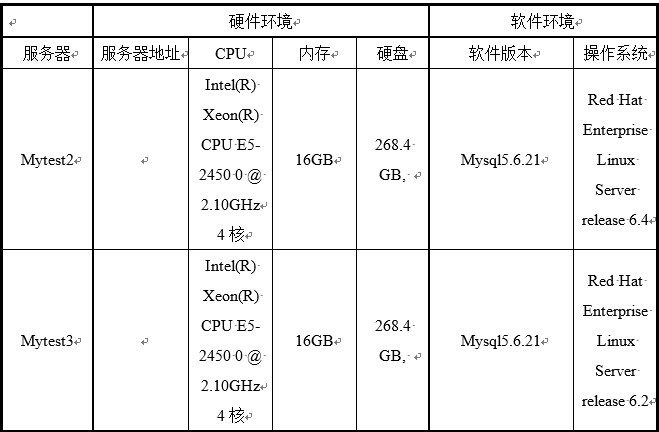 硬件环境 软件环境
服务器 服务器地址 CPU 内存 硬盘 软件版本 操作系统
Mytest2
Intel(R)
Xeon(R)
CPU E5-
2450 0 @
2.10GHz
4 核
16GB
268.4
GB,
Mysql5.6.21
Red Hat
Enterprise
Linux
Server
release 6.4
Mytest3
Intel(R)
Xeon(R)
CPU E5-
2450 0 @
2.10GHz
4 核
16GB
268.4
GB,
Mysql5.6.21
Red Hat
Enterprise
Linux
Server
release 6.2